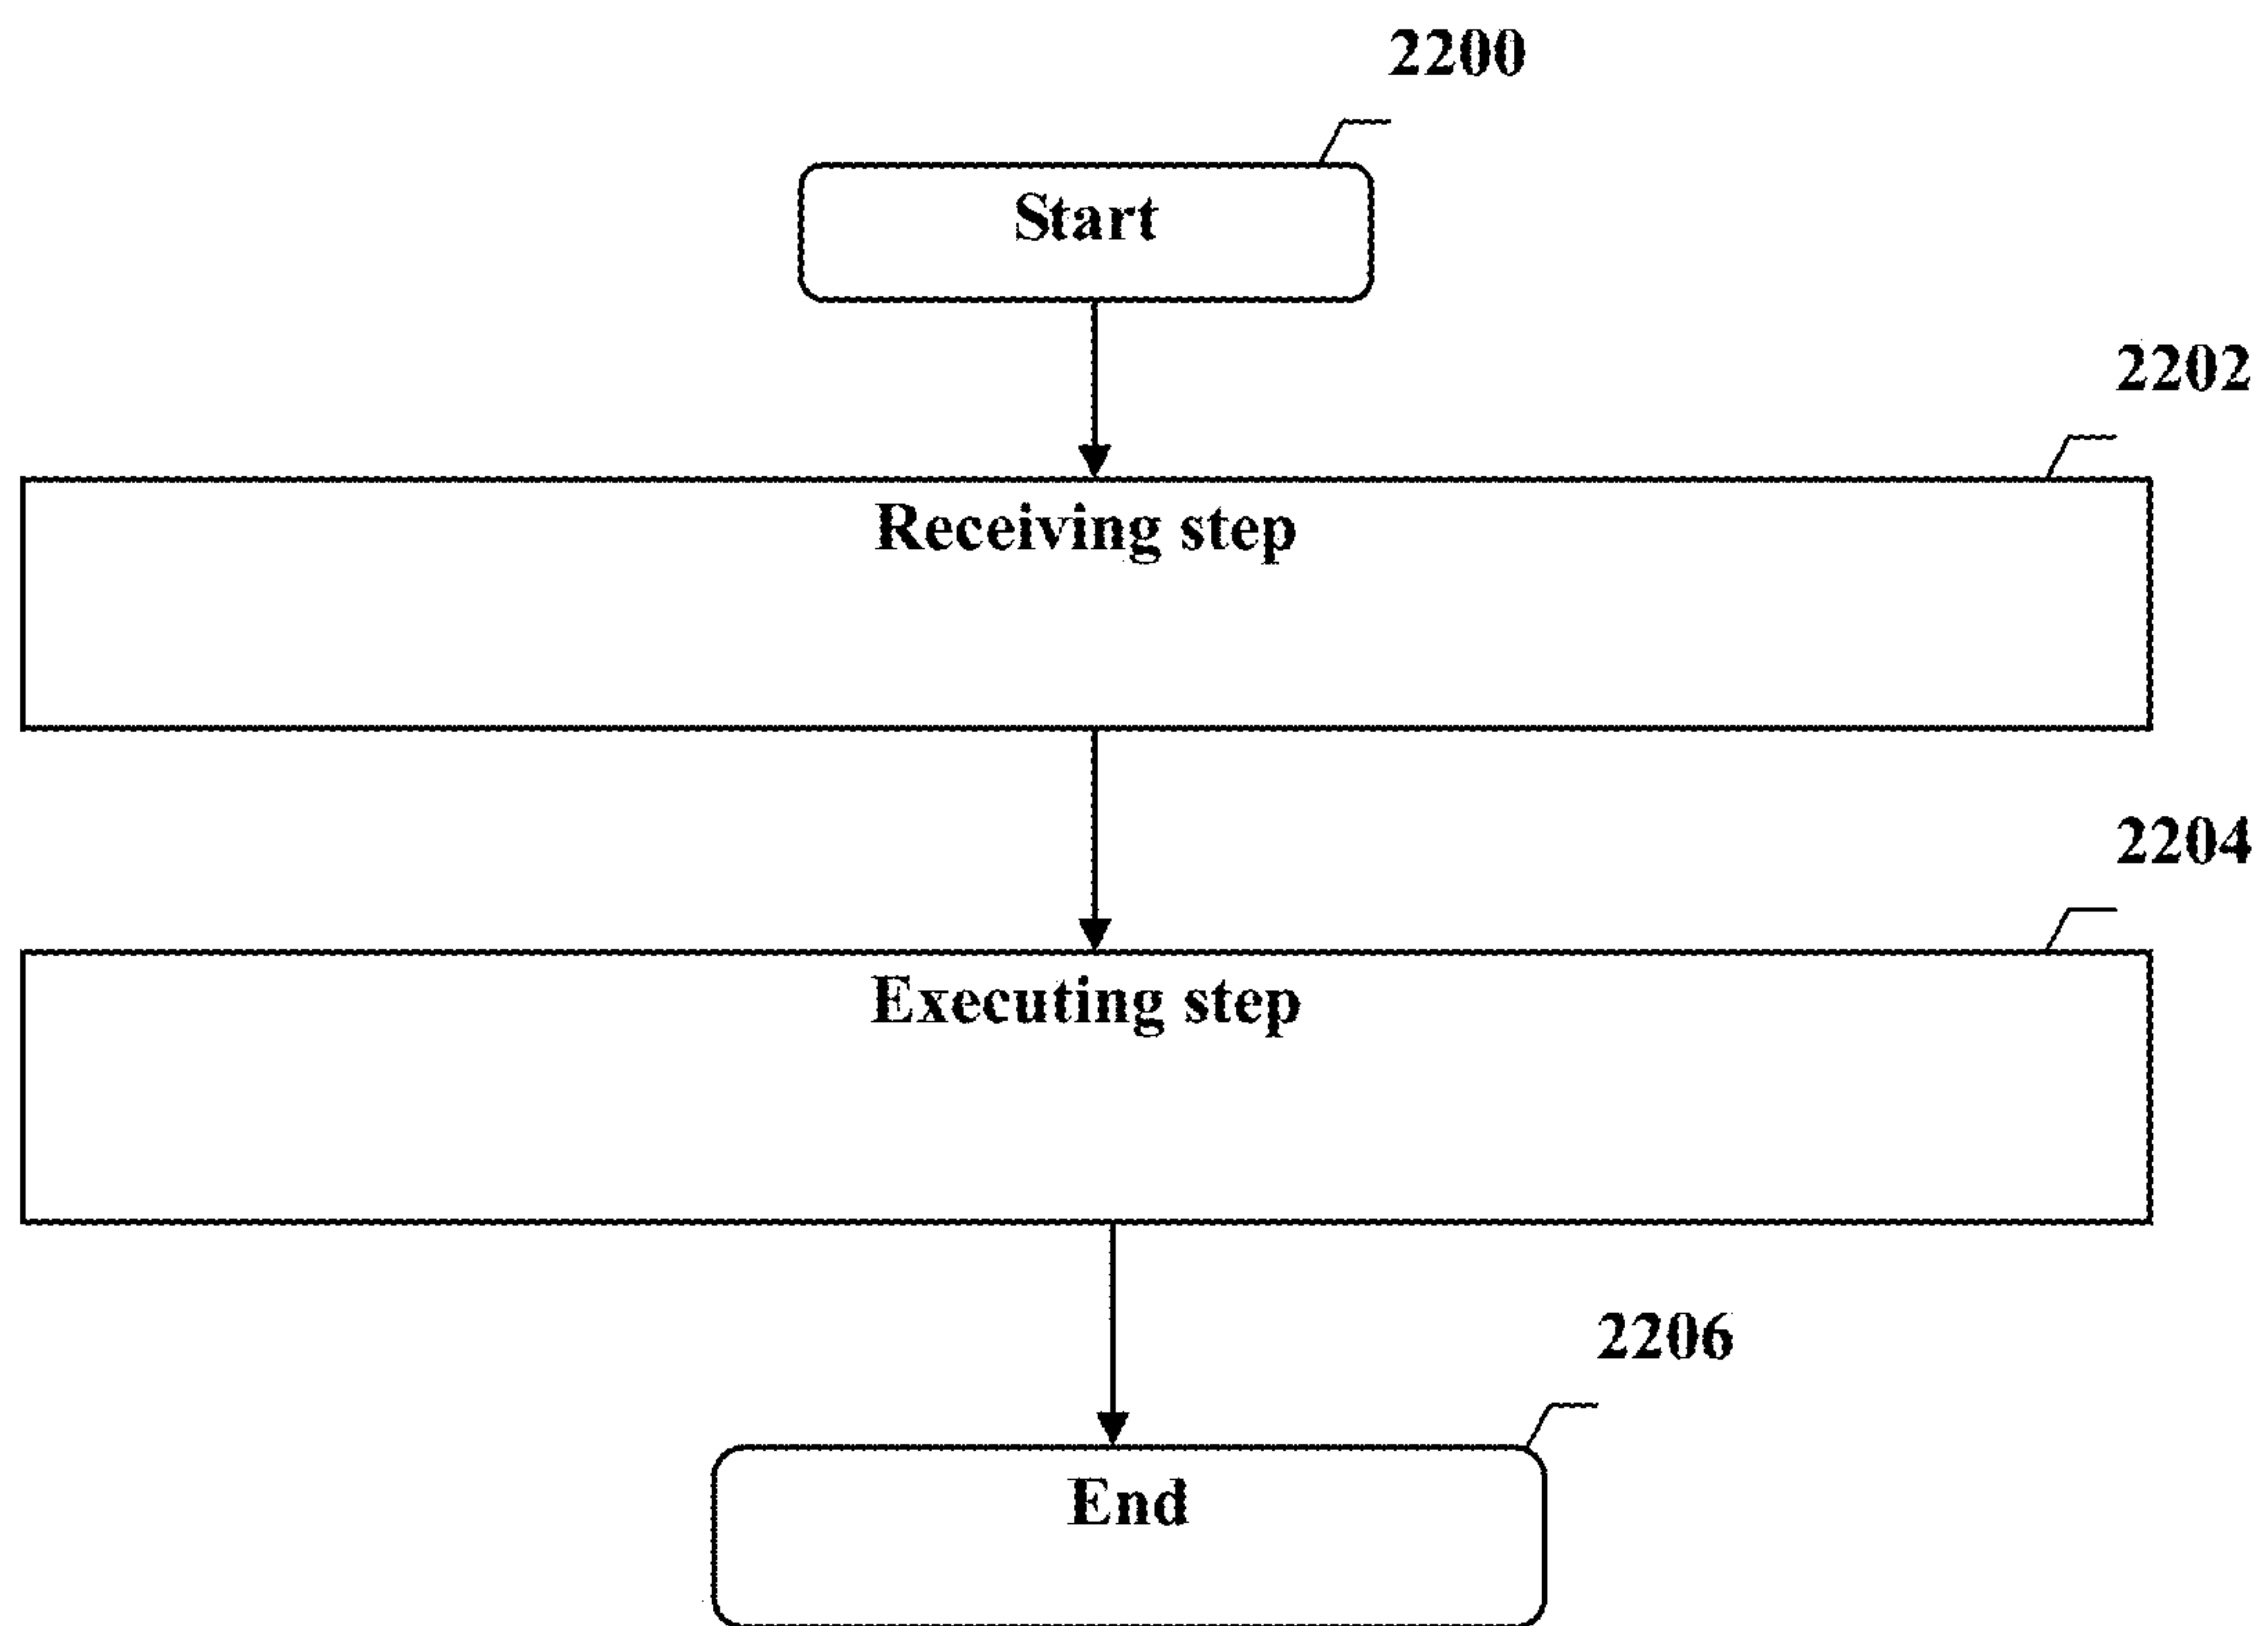 2200
Start
2202
Receiving step
2204
Executing step
2206
End